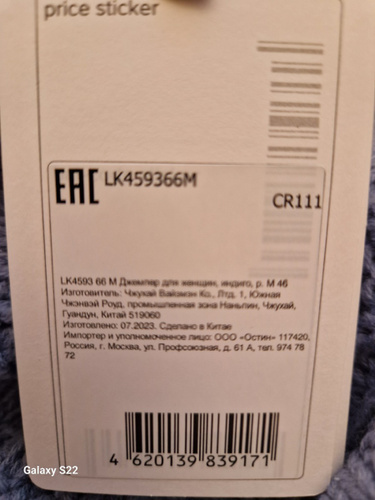 price sticker
EAC LK459366M
CR111
LK4593 66 M Джемпер для женщин, индиго, р. M 46
Изготовитель: Чжухай Вайзмэн Ко., Лтд. 1, Южная
Чжэнвэй Роуд, промышленная зона Наньпин, Чжухай,
Гуандун, Китай 519060
Изготовлено: 07.2023. Сделано в Китае
Импортер и уполномоченное лицо: ООО «Остин» 117420,
Россия, г. Москва, ул. Профсоюзная, д. 61 А, тел. 974 78
72
4 620139 839171
Galaxy S22